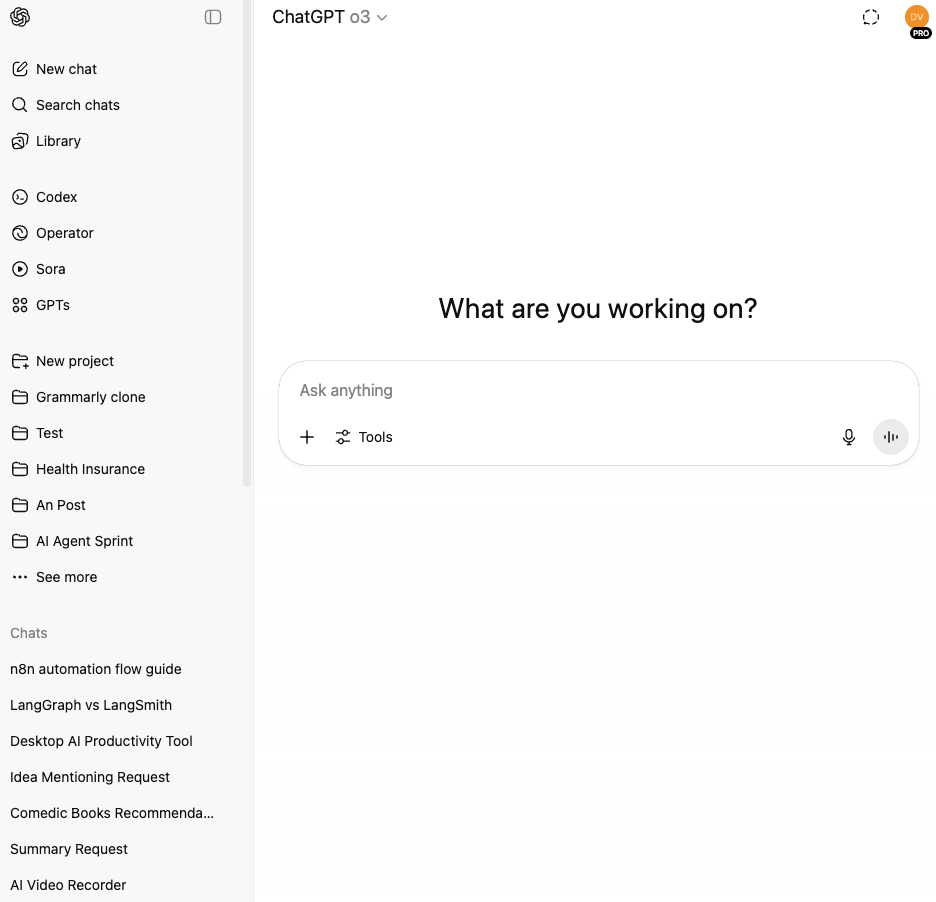 ChatGPT o3
DV
PRO
New chat
Search chats
Library
Codex
Operator
Sora
GPTs
New project
Grammarly clone
Test
Health Insurance
An Post
AI Agent Sprint
See more
Chats
n8n automation flow guide
LangGraph vs LangSmith
Desktop AI Productivity Tool
Idea Mentioning Request
Comedic Books Recommenda...
Summary Request
AI Video Recorder
What are you working on?
Ask anything
Tools